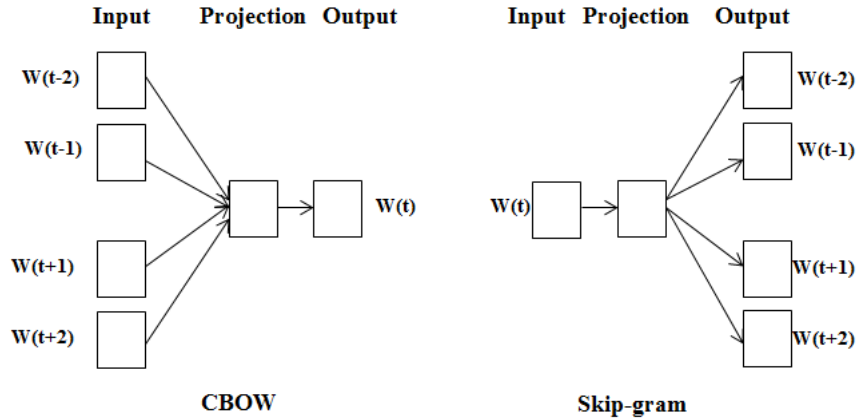 Input Projection Output
W(t-2)
W(t-1)
W(t)
W(t+1)
W(t+2)
CBOW
Input Projection Output
W(t-2)
W(t-1)
W(t)
W(t+1)
W(t+2)
Skip-gram